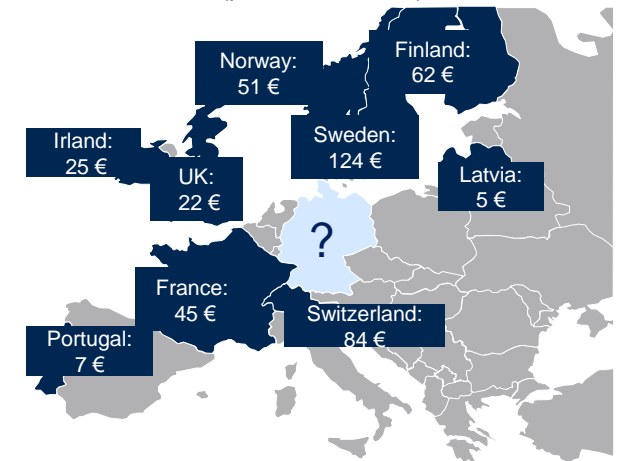 Finland:
62 €
Norway:
51 €
Sweden:
124 €
Irland:
25 €
UK:
22 €
Latvia:
5 €
?
France:
45 €
Switzerland:
84 €
Portugal:
7 €